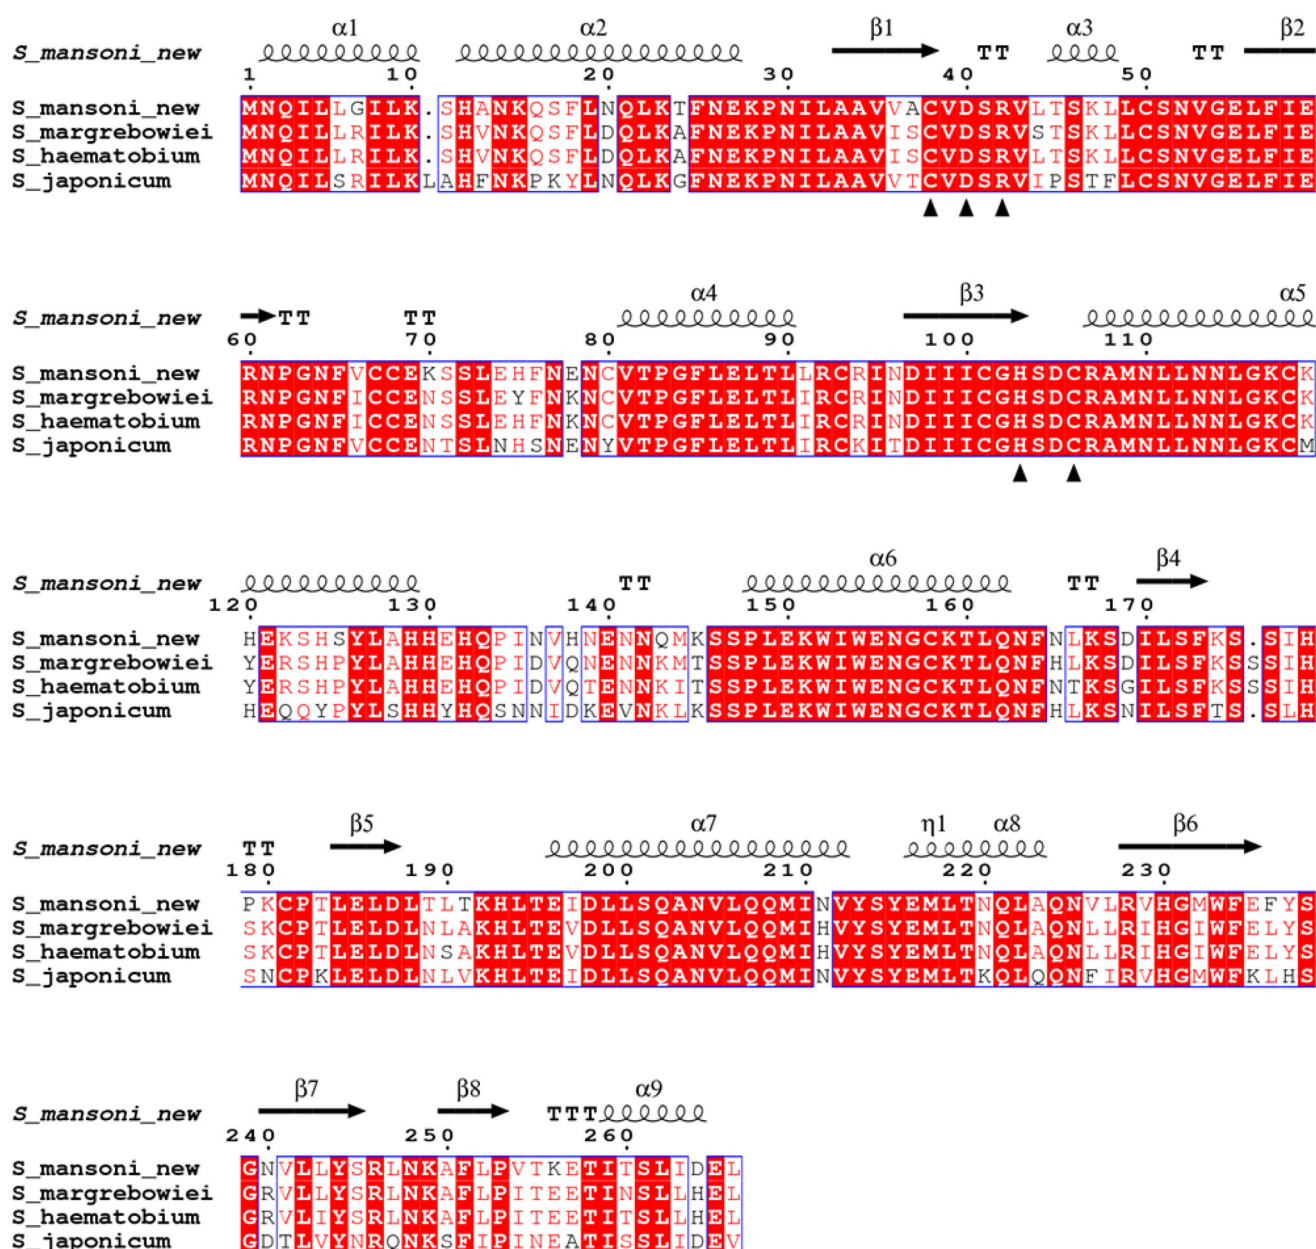 α1 α2 β1 α3 β2
S_mansoni_new TT TT
1 10 20 30 40 50
S_mansoni_new MNQILLGILK.SHANKQSFLNQLKTFNEKPNILAAVVACVDSRVLTSKLLCSNVGELFIE
S_margrebowiei MNQILLRILK.SHVNKQSFLDQLKAFNEKPNILAAVVISCVDSRVSTSKLLCSNVGELFIE
S_haematobium MNQILLRILK.SHVNKQSFLDQLKAFNEKPNILAAVVISCVDSRVLTSKLLCSNVGELFIE
S_japonicum MNQILSRILKLAHFNKPKYLNQLKGFNEKPNILAAVVTCVDSRVIPSTFLCSNVGELFIE
α4 β3 α5
S_mansoni_new TT TT
60 70 80 90 100 110
S_mansoni_new RNPGNFVCCEKSSLEHFNENCVTPGFLELTLLRCRINDIIICGHSDCRAMNLLNNLGKCK
S_margrebowiei RNPGNFICCENSSLEYFNKNCVTPGFLELTLIRCRINDIIICGHSDCRAMNLLNNLGKCK
S_haematobium RNPGNFICCENSSLEHFNKNCVTPGFLELTLIRCRINDIIICGHSDCRAMNLLNNLGKCK
S_japonicum RNPGNFVCCENTSLNHSNENYVTPGFLELTLIRCKITDIIICGHSDCRAMNLLNNLGKCM
α6 β4
S_mansoni_new TT TT
120 130 140 150 160 170
S_mansoni_new HEKSHSYLAHHEHQPINVHNENNQMKSSPLEKWIWENGCKTLQNFNLKSDILSFKS.SIH
S_margrebowiei YERSHPYLAHHEHQPIDVQNENNKMTSSPLEKWIWENGCKTLQNFHLKSDILSFKSSSIH
S_haematobium YERSHPYLAHHEHQPIDVQTENNKITSSPLEKWIWENGCKTLQNFNTKSGILSFKSSSIH
S_japonicum HEQQYPYLSHHYHQSNNIDKEVNKLKSSPLEKWIWENGCKTLQNFHLKSNILSFTS.SLH
β5 α7 η1 α8 β6
S_mansoni_new TT
180 190 200 210 220 230
S_mansoni_new PKCPTLELDLTLTKHLTEIDLLSQANVLQQMINVYSYEMLTNQLAQNVLRVHGMWFEFYS
S_margrebowiei SKCPTLELDLNLAKHLTEVDLLSQANVLQQMIHVYSYEMLTNQLAQNLLRIHGIWFELYS
S_haematobium SKCPTLELDLNSAKHLTEVDLLSQANVLQQMIHVYSYEMLTNQLAQNLLRIHGIWFELYS
S_japonicum SNCPKLELDLNLVKHLTEIDLLSQANVLQQMINVYSYEMLTKQLQQNFIRVHGMWFKLHS
β7 β8 α9
S_mansoni_new TTT
240 250 260
S_mansoni_new GNVLLYSRLNKAFLPVTKETITSLIDEL
S_margrebowiei GRVLLYSRLNKAFLPITEETINSLLHEL
S_haematobium GRVLIYSRLNKAFLPITEETITSLLHEL
S_japonicum GDTLVYNRQNKSFIPINEATISSLIDEV